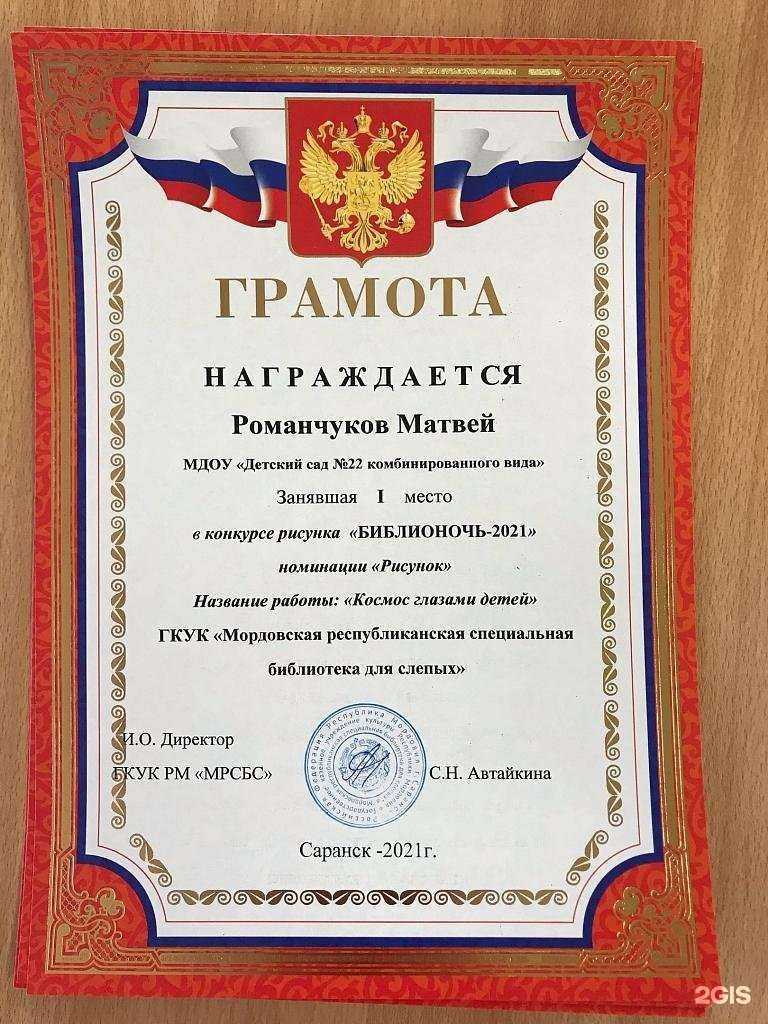 ГРАМОТА
НАГРАЖДАЕТСЯ
Романчуков Матвей
МДОУ «Детский сад №22 комбинированного вида»
Занявшая I место
в конкурсе рисунка «БИБЛИОНОЧЬ-2021»
номинации «Рисунок»
Название работы: «Космос глазами детей»
ГКУК «Мордовская республиканская специальная
библиотека для слепых»
И.О. Директор
ГКУК РМ «МРСБС»
С.Н. Автайкина
Саранск -2021г.
2GIS